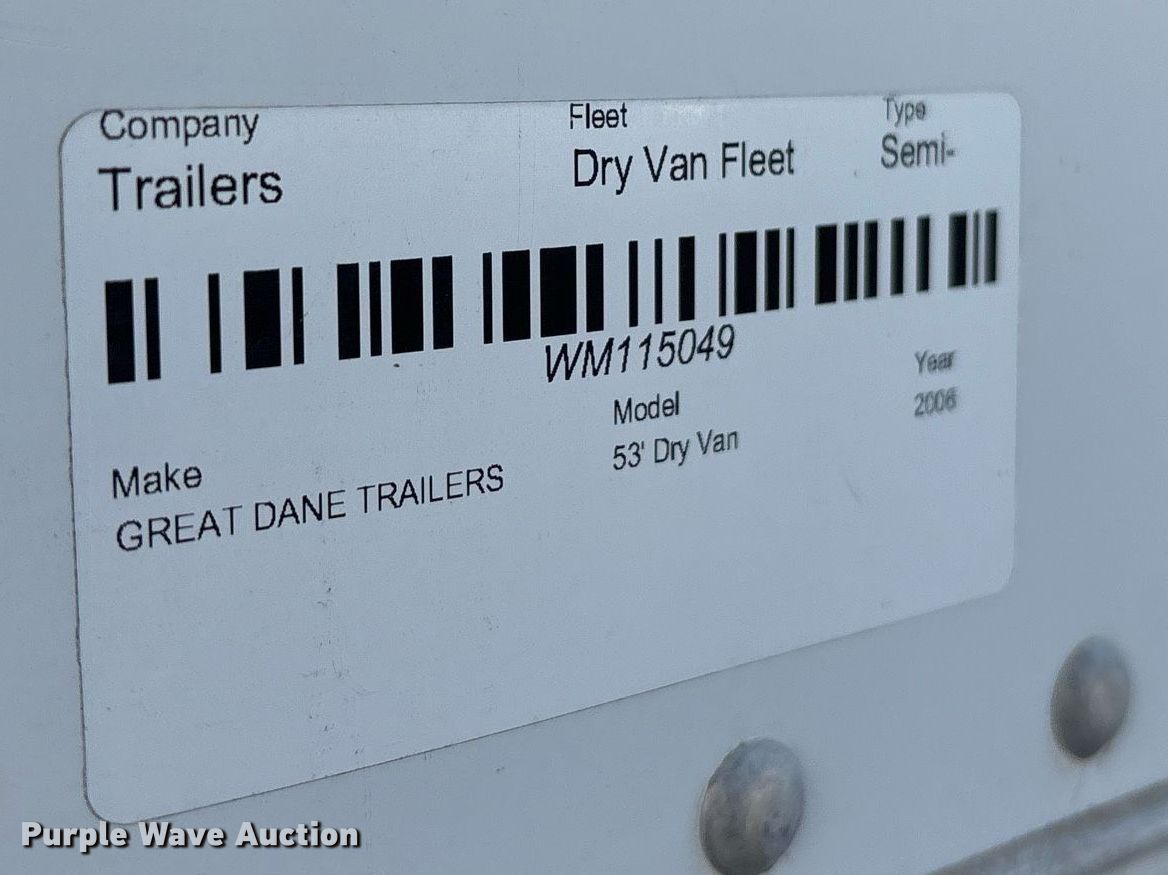 Company Fleet Type
Trailers Dry Van Fleet Semi-
WM115049
Model Year
53' Dry Van 2006
Make
GREAT DANE TRAILERS
Purple Wave Auction